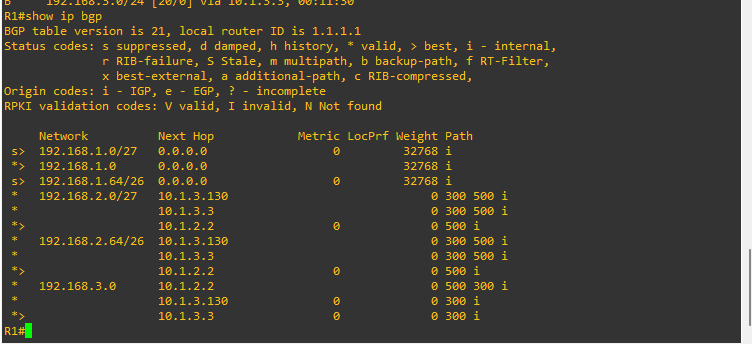 B     192.168.3.0/24 [20/0] via 10.1.3.3, 00:11:30
R1#show ip bgp
BGP table version is 21, local router ID is 1.1.1.1
Status codes: s suppressed, d damped, h history, * valid, > best, i - internal,
              r RIB-failure, S Stale, m multipath, b backup-path, f RT-Filter,
              x best-external, a additional-path, c RIB-compressed,
Origin codes: i - IGP, e - EGP, ? - incomplete
RPKI validation codes: V valid, I invalid, N Not found

     Network          Next Hop            Metric LocPrf Weight Path
 s>  192.168.1.0/27   0.0.0.0                  0         32768 i
 *>  192.168.1.0      0.0.0.0                            32768 i
 s>  192.168.1.64/26  0.0.0.0                  0         32768 i
 *   192.168.2.0/27   10.1.3.130                             0 300 500 i
 *                    10.1.3.3                               0 300 500 i
 *>                   10.1.2.2                 0             0 500 i
 *   192.168.2.64/26  10.1.3.130                             0 300 500 i
 *                    10.1.3.3                               0 300 500 i
 *>                   10.1.2.2                 0             0 500 i
 *   192.168.3.0      10.1.2.2                               0 500 300 i
 *                    10.1.3.130               0             0 300 i
 *>                   10.1.3.3                 0             0 300 i
R1#